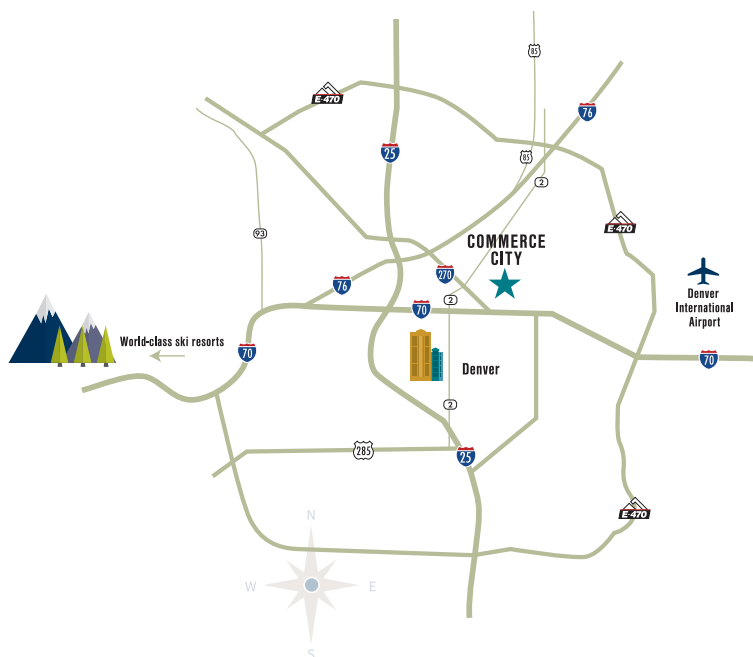 85
E-470
76
25
85
2
E-470
93
COMMERCE
CITY
270
76
Denver
International
Airport
2
70
World-class ski resorts
70
70
Denver
2
285
25
E-470
N
W
E
S